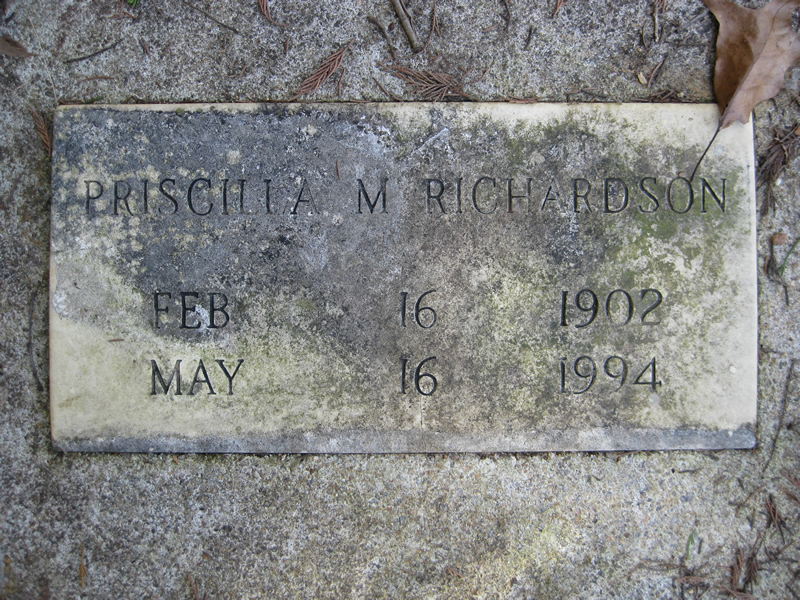 PRISCILLA M RICHARDSON
FEB 16 1902
MAY 16 1994